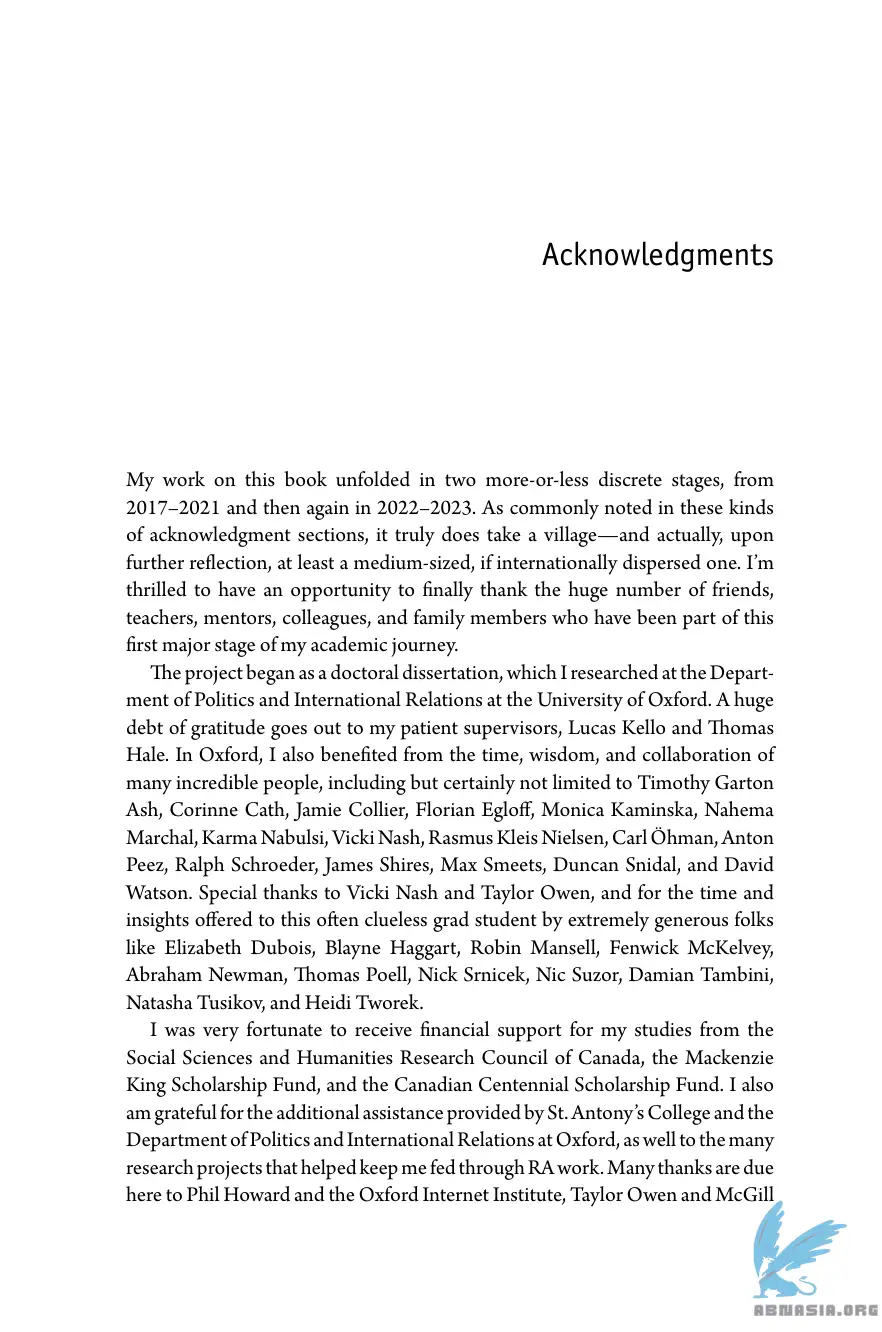 Acknowledgments
My work on this book unfolded in two more-or-less discrete stages, from
2017–2021 and then again in 2022–2023. As commonly noted in these kinds
of acknowledgment sections, it truly does take a village—and actually, upon
further reflection, at least a medium-sized, if internationally dispersed one. I’m
thrilled to have an opportunity to finally thank the huge number of friends,
teachers, mentors, colleagues, and family members who have been part of this
first major stage of my academic journey.
The project began as a doctoral dissertation, which I researched at the Depart-
ment of Politics and International Relations at the University of Oxford. A huge
debt of gratitude goes out to my patient supervisors, Lucas Kello and Thomas
Hale. In Oxford, I also benefited from the time, wisdom, and collaboration of
many incredible people, including but certainly not limited to Timothy Garton
Ash, Corinne Cath, Jamie Collier, Florian Egloff, Monica Kaminska, Nahema
Marchal, Karma Nabulsi, Vicki Nash, Rasmus Kleis Nielsen, Carl Öhman, Anton
Peez, Ralph Schroeder, James Shires, Max Smeets, Duncan Snidal, and David
Watson. Special thanks to Vicki Nash and Taylor Owen, and for the time and
insights offered to this often clueless grad student by extremely generous folks
like Elizabeth Dubois, Blayne Haggart, Robin Mansell, Fenwick McKelvey,
Abraham Newman, Thomas Poell, Nick Srnicek, Nic Suzor, Damian Tambini,
Natasha Tusikov, and Heidi Tworek.
I was very fortunate to receive financial support for my studies from the
Social Sciences and Humanities Research Council of Canada, the Mackenzie
King Scholarship Fund, and the Canadian Centennial Scholarship Fund. I also
am grateful for the additional assistance provided by St. Antony’s College and the
Department of Politics and International Relations at Oxford, as well to the many
research projects that helped keep me fed through RA work. Many thanks are due
here to Phil Howard and the Oxford Internet Institute, Taylor Owen and McGill
ABNASIA.ORG